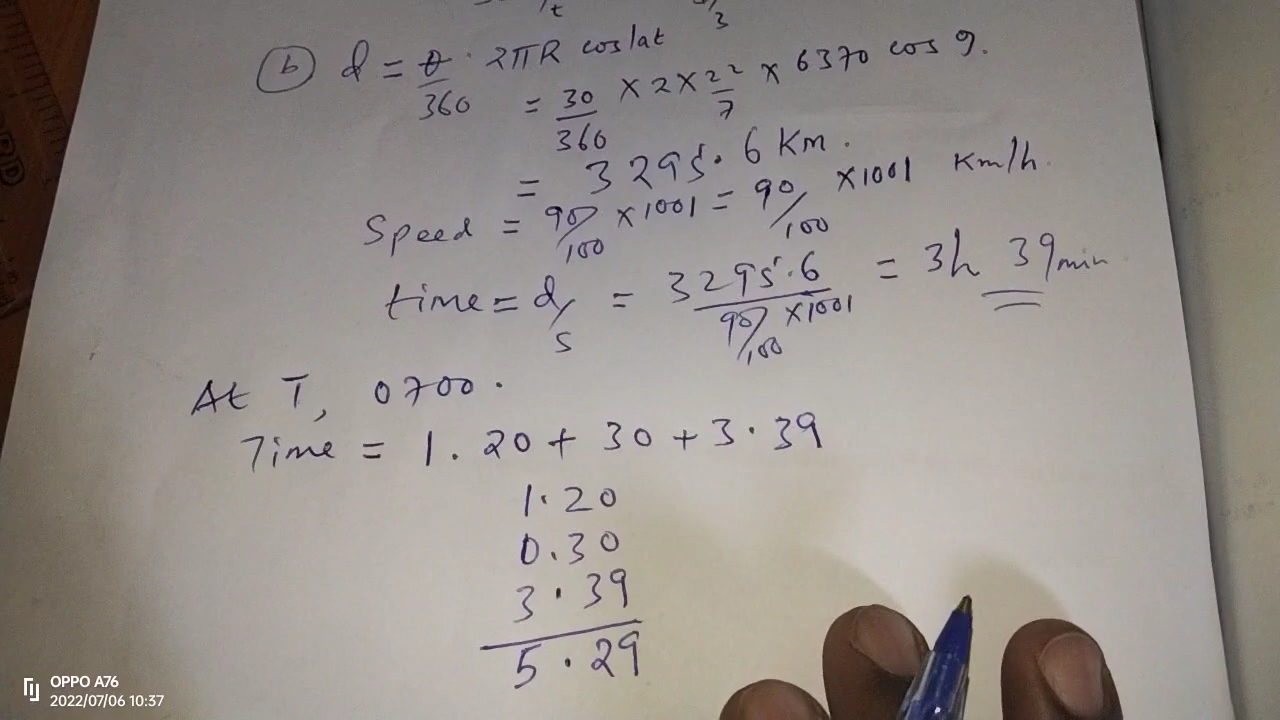 (b) d = θ/360 · 2πR cos lat
= 30/360 × 2 × 22/7 × 6370 cos 9.
= 3295.6 Km.
Speed = 90/100 × 1001 = 90/100 × 1001 Km/h.
time = d/s = 3295.6 / 90/100 × 1001 = 3h 39min
At T, 0700.
Time = 1.20 + 30 + 3.39
1.20
0.30
3.39
5.29
OPPO A76
2022/07/06 10:37